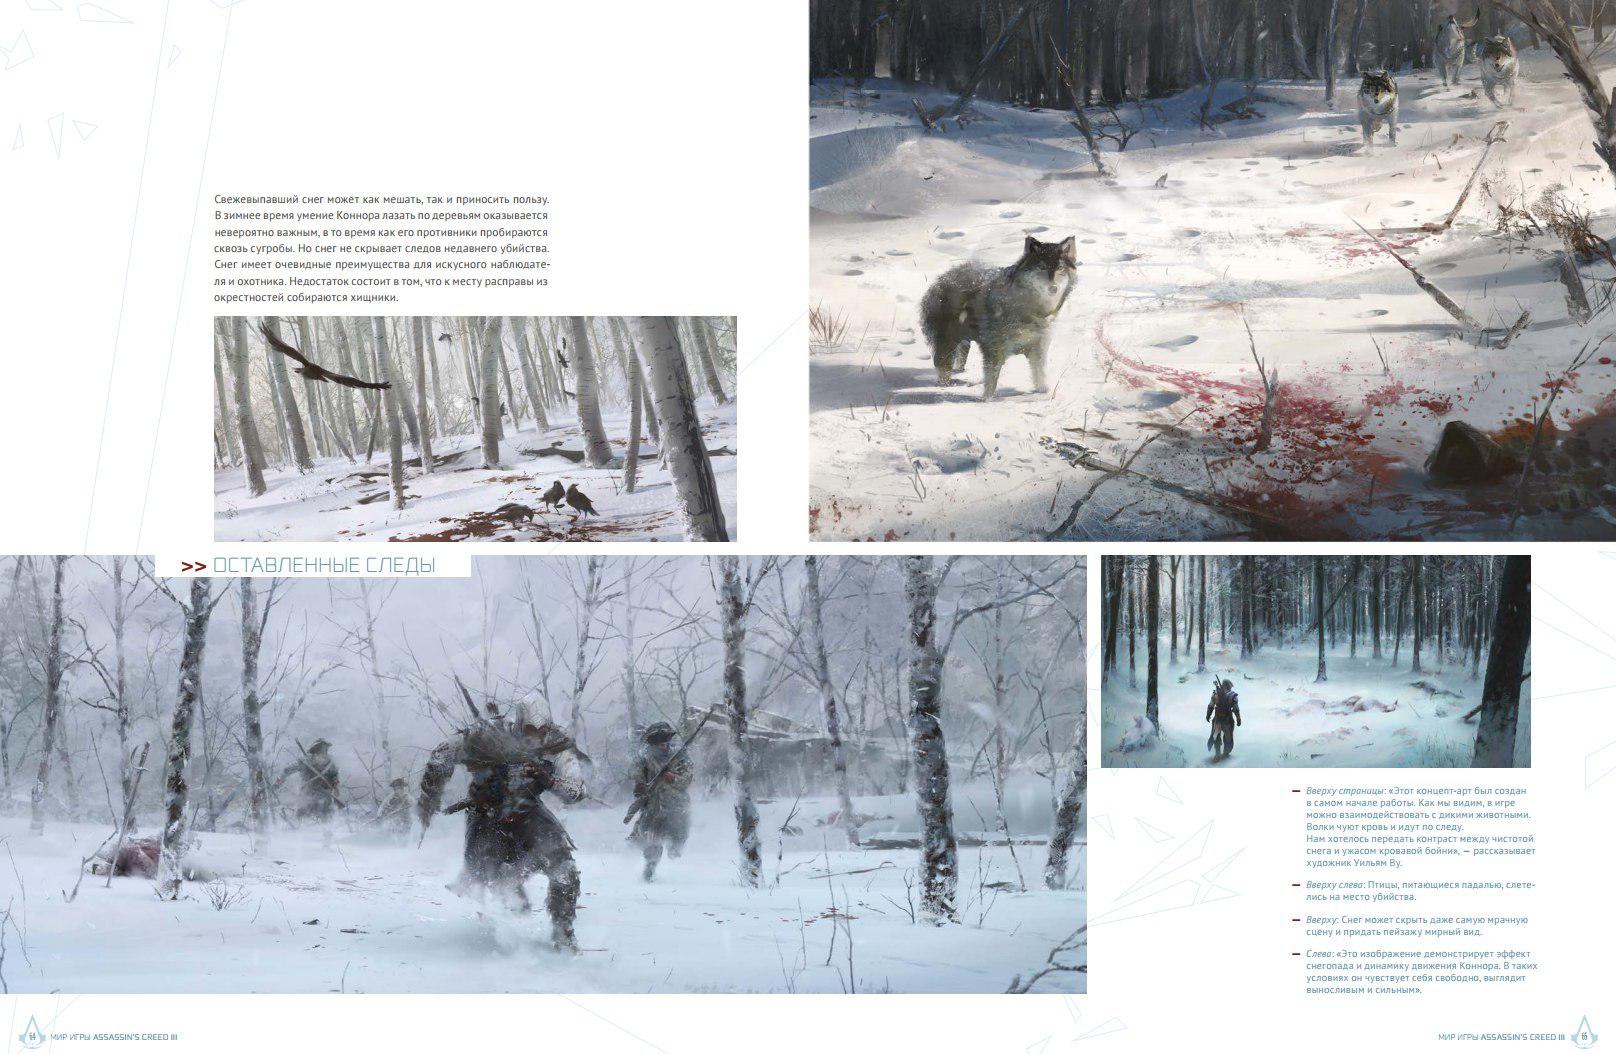 Свежевыпавший снег может как мешать, так и приносить пользу.
В зимнее время умение Коннора лазать по деревьям оказывается
невероятно важным, в то время как его противники пробираются
сквозь сугробы. Но снег не скрывает следов недавнего убийства.
Снег имеет очевидные преимущества для искусного наблюдате-
ля и охотника. Недостаток состоит в том, что к месту расправы из
окрестностей собираются хищники.
>> ОСТАВЛЕННЫЕ СЛЕДЫ
— Вверху страницы: «Этот концепт-арт был создан
в самом начале работы. Как мы видим, в игре
можно взаимодействовать с дикими животными.
Волки чуют кровь и идут по следу.
Нам хотелось передать контраст между чистотой
снега и ужасом кровавой бойни», — рассказывает
художник Уильям Ву.
— Вверху слева: Птицы, питающиеся падалью, слете-
лись на место убийства.
— Вверху: Снег может скрыть даже самую мрачную
сцену и придать пейзажу мирный вид.
— Слева: «Это изображение демонстрирует эффект
снегопада и динамику движения Коннора. В таких
условиях он чувствует себя свободно, выглядит
выносливым и сильным».
64 МИР ИГРЫ ASSASSIN'S CREED III
МИР ИГРЫ ASSASSIN'S CREED III 65